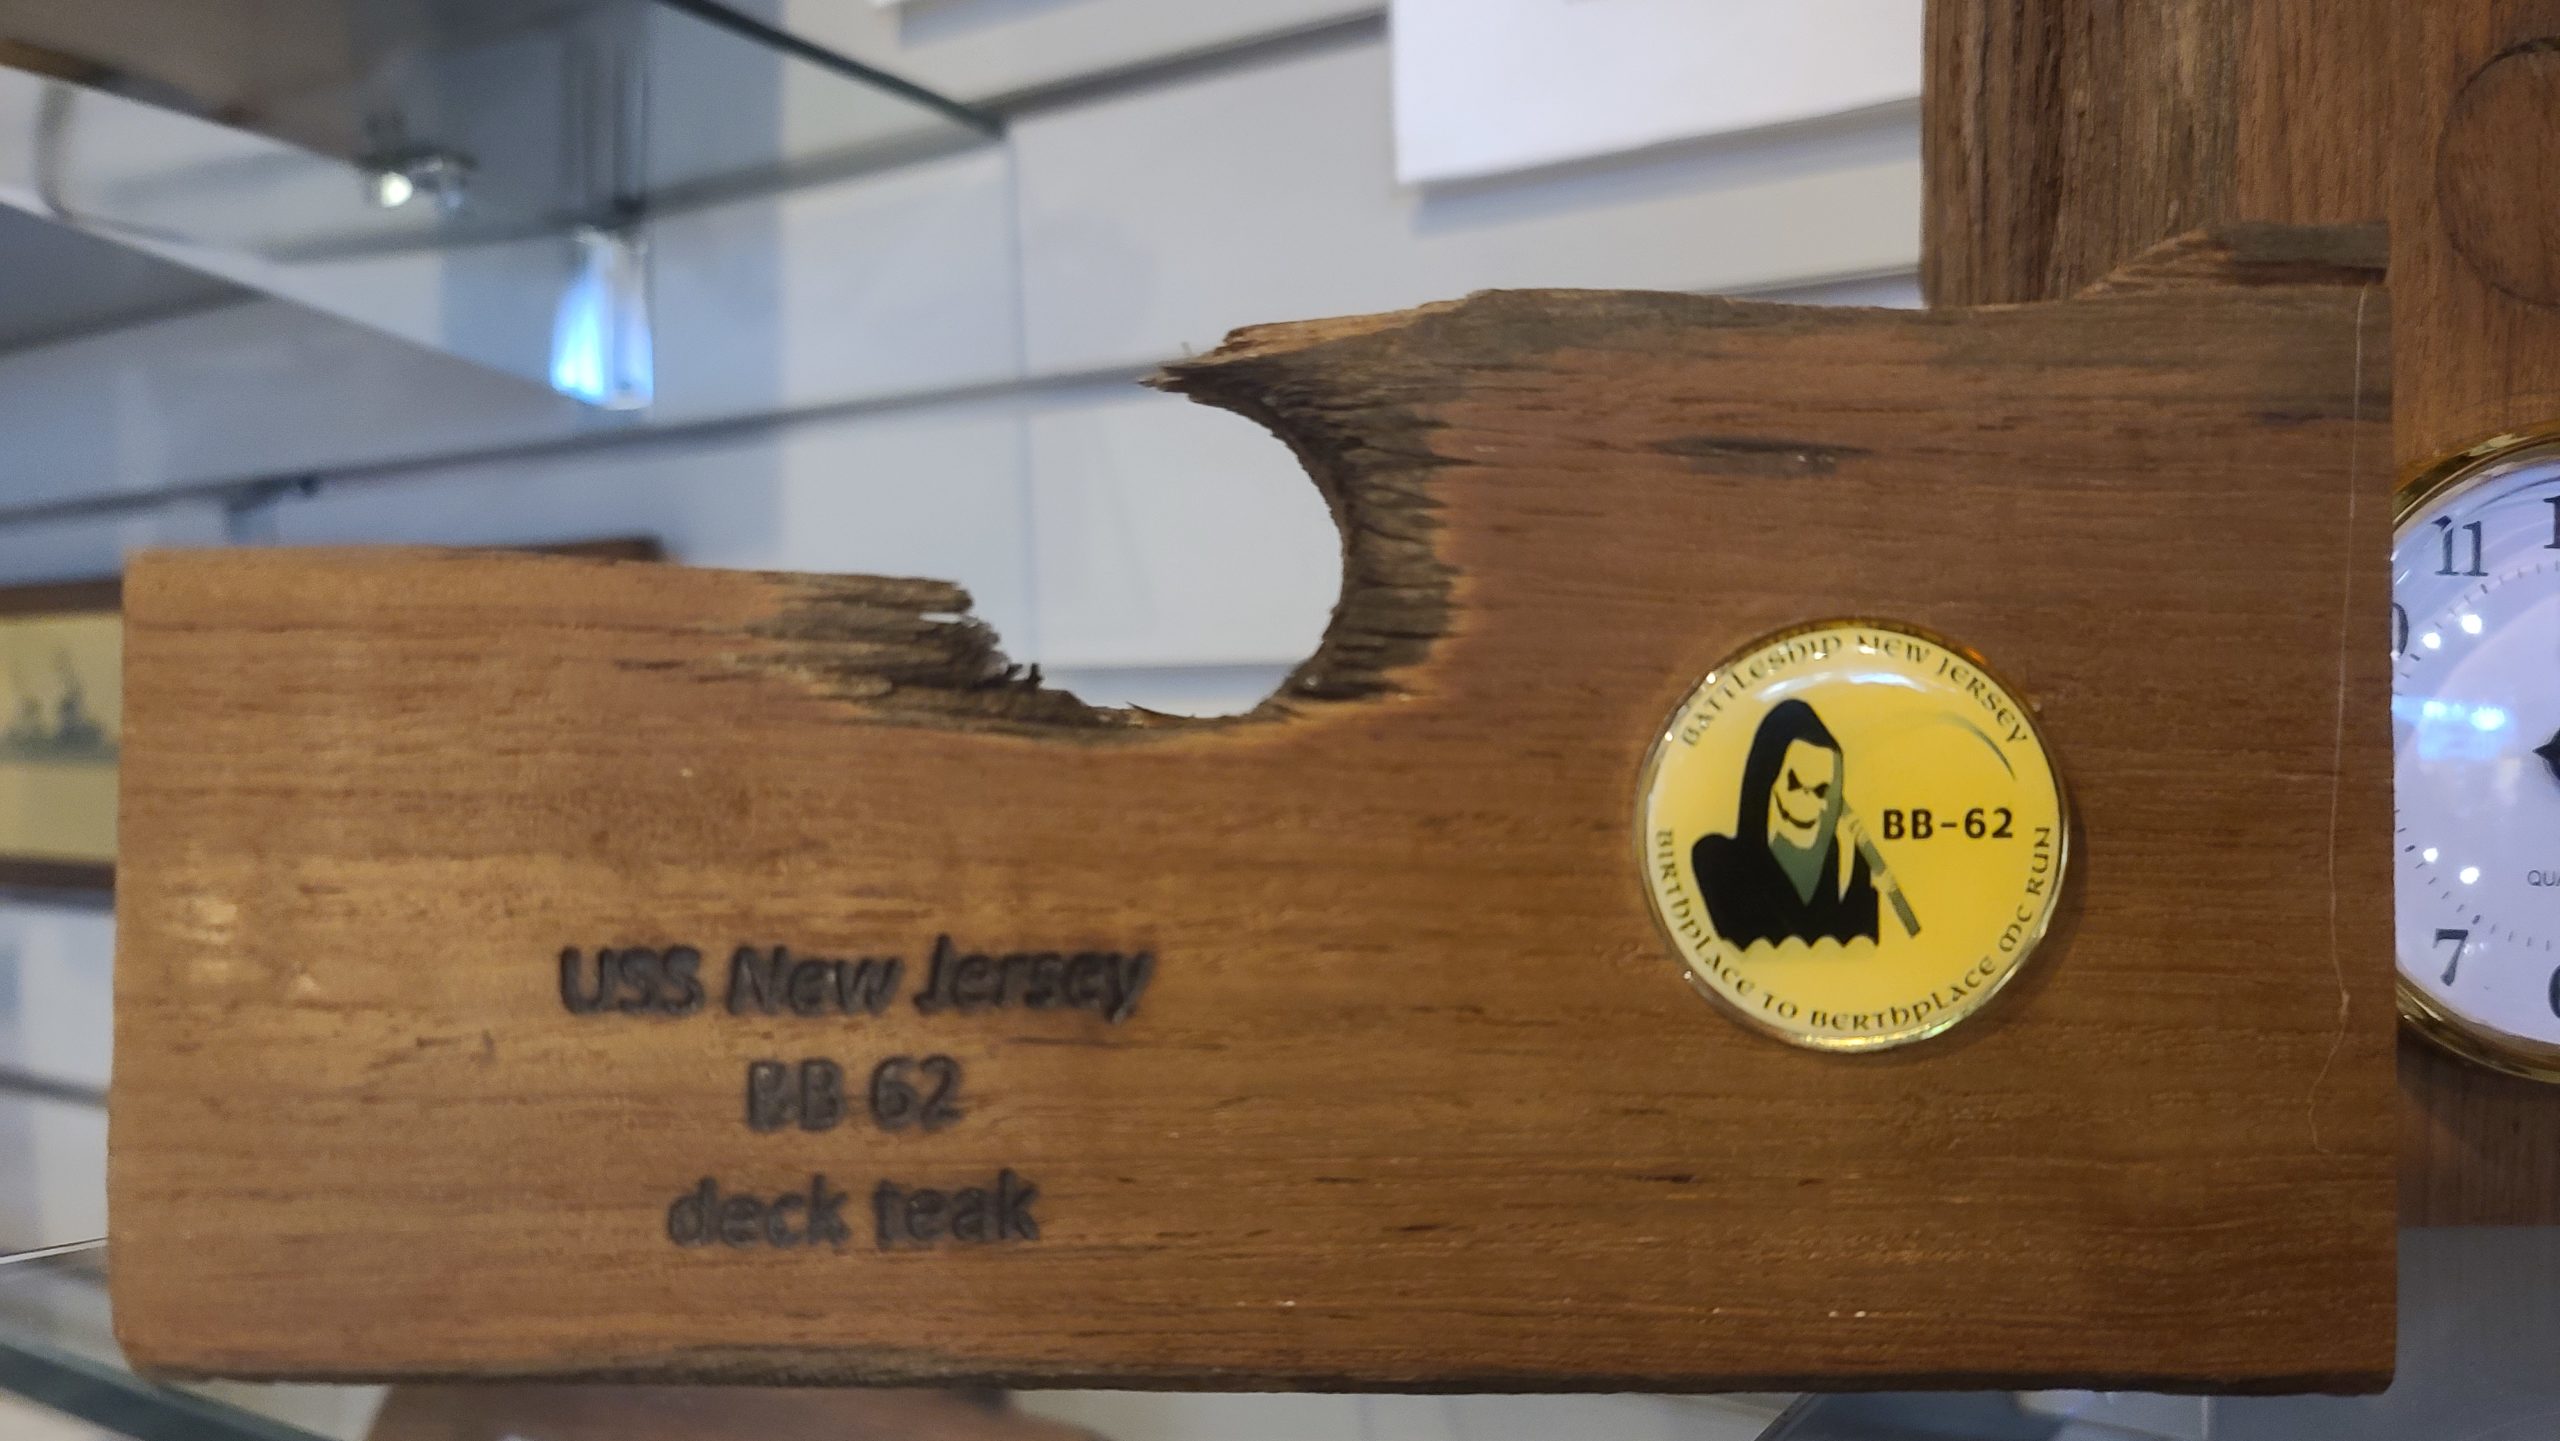 USS New Jersey
BB 62
deck teak
BATTLESHIP NEW JERSEY
BB-62
BIRTHPLACE TO BERTHPLACE MC RUN
11
7